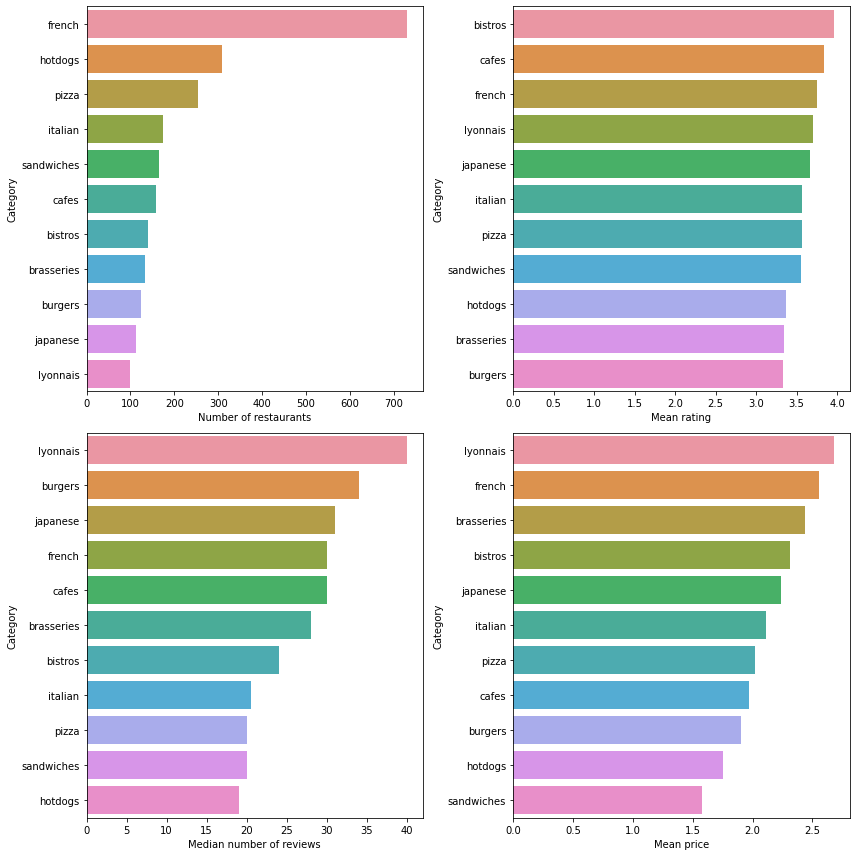 Category
french
hotdogs
pizza
italian
sandwiches
cafes
bistros
brasseries
burgers
japanese
lyonnais
0 100 200 300 400 500 600 700
Number of restaurants
Category
bistros
cafes
french
lyonnais
japanese
italian
pizza
sandwiches
hotdogs
brasseries
burgers
0.0 0.5 1.0 1.5 2.0 2.5 3.0 3.5 4.0
Mean rating
Category
lyonnais
burgers
japanese
french
cafes
brasseries
bistros
italian
pizza
sandwiches
hotdogs
0 5 10 15 20 25 30 35 40
Median number of reviews
Category
lyonnais
french
brasseries
bistros
japanese
italian
pizza
cafes
burgers
hotdogs
sandwiches
0.0 0.5 1.0 1.5 2.0 2.5
Mean price